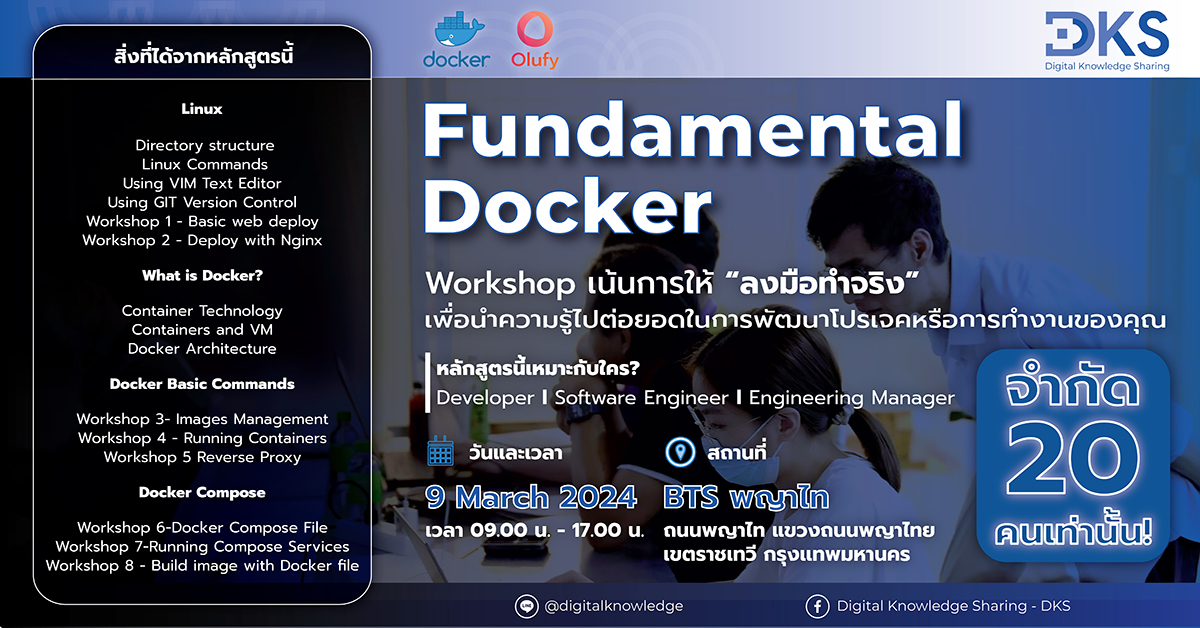 สิ่งที่ได้จากหลักสูตรนี้
Linux
Directory structure
Linux Commands
Using VIM Text Editor
Using GIT Version Control
Workshop 1 - Basic web deploy
Workshop 2 - Deploy with Nginx
What is Docker?
Container Technology
Containers and VM
Docker Architecture
Docker Basic Commands
Workshop 3- Images Management
Workshop 4 - Running Containers
Workshop 5 Reverse Proxy
Docker Compose
Workshop 6-Docker Compose File
Workshop 7-Running Compose Services
Workshop 8 - Build image with Docker file
docker
Olufy
DKS
Digital Knowledge Sharing
Fundamental
Docker
Workshop เน้นการให้ “ลงมือทำจริง”
เพื่อนำความรู้ไปต่อยอดในการพัฒนาโปรเจคหรือการทำงานของคุณ
หลักสูตรนี้เหมาะกับใคร?
Developer I Software Engineer I Engineering Manager
วันและเวลา
9 March 2024
เวลา 09.00 น. - 17.00 น.
สถานที่
BTS พญาไท
ถนนพญาไท แขวงถนนพญาไทย
เขตราชเทวี กรุงแทพมหานคร
จำกัด
20
คนเท่านั้น!
LINE
@digitalknowledge
Digital Knowledge Sharing - DKS